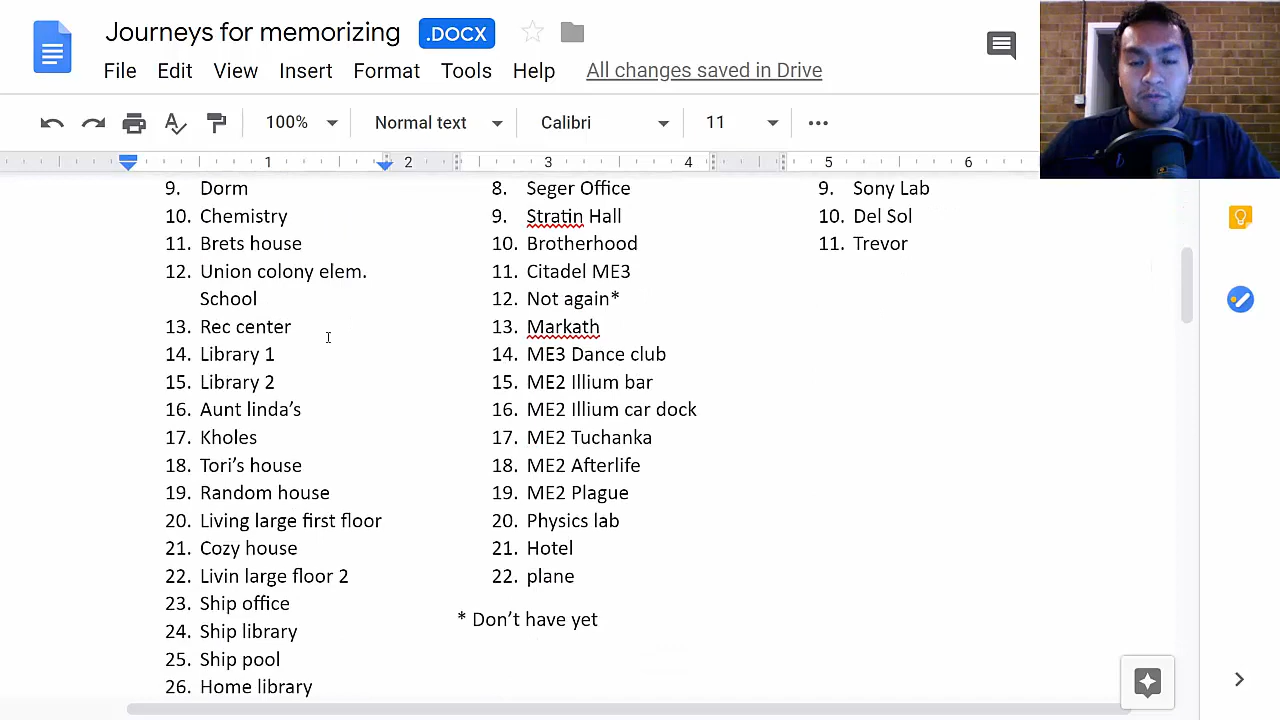 Journeys for memorizing .DOCX
File Edit View Insert Format Tools Help All changes saved in Drive
100% Normal text Calibri 11
1 2 3 4 5 6
9. Dorm
10. Chemistry
11. Brets house
12. Union colony elem.
School
13. Rec center
14. Library 1
15. Library 2
16. Aunt linda’s
17. Kholes
18. Tori’s house
19. Random house
20. Living large first floor
21. Cozy house
22. Livin large floor 2
23. Ship office
24. Ship library
25. Ship pool
26. Home library
8. Seger Office
9. Stratin Hall
10. Brotherhood
11. Citadel ME3
12. Not again*
13. Markath
14. ME3 Dance club
15. ME2 Illium bar
16. ME2 Illium car dock
17. ME2 Tuchanka
18. ME2 Afterlife
19. ME2 Plague
20. Physics lab
21. Hotel
22. plane
* Don’t have yet
9. Sony Lab
10. Del Sol
11. Trevor